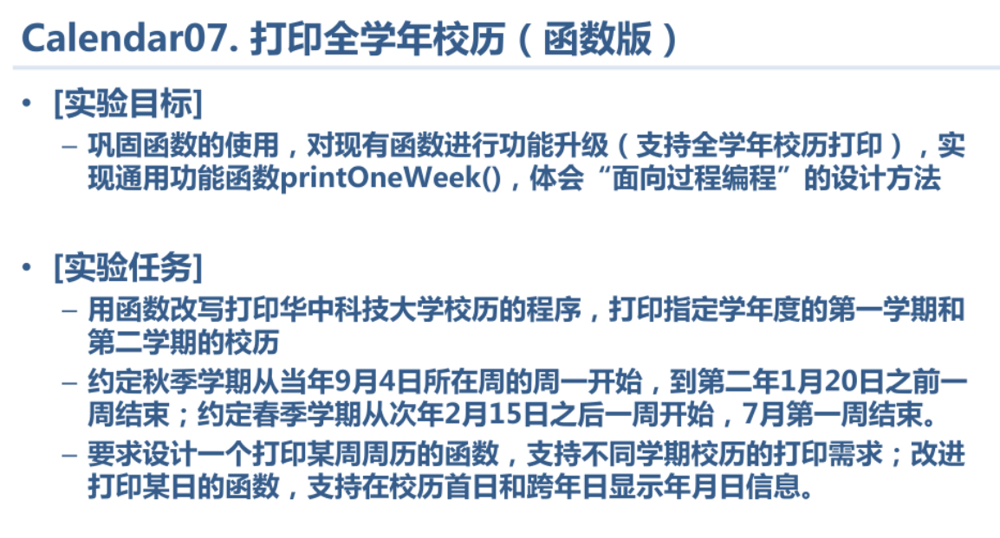 Calendar07. 打印全学年校历（函数版）
• [实验目标]
– 巩固函数的使用，对现有函数进行功能升级（支持全学年校历打印），实
现通用功能函数printOneWeek()，体会“面向过程编程”的设计方法
• [实验任务]
– 用函数改写打印华中科技大学校历的程序，打印指定学年度的第一学期和
第二学期的校历
– 约定秋季学期从当年9月4日所在周的周一开始，到第二年1月20日之前一
周结束；约定春季学期从次年2月15日之后一周开始，7月第一周结束。
– 要求设计一个打印某周周历的函数，支持不同学期校历的打印需求；改进
打印某日的函数，支持在校历首日和跨年日显示年月日信息。